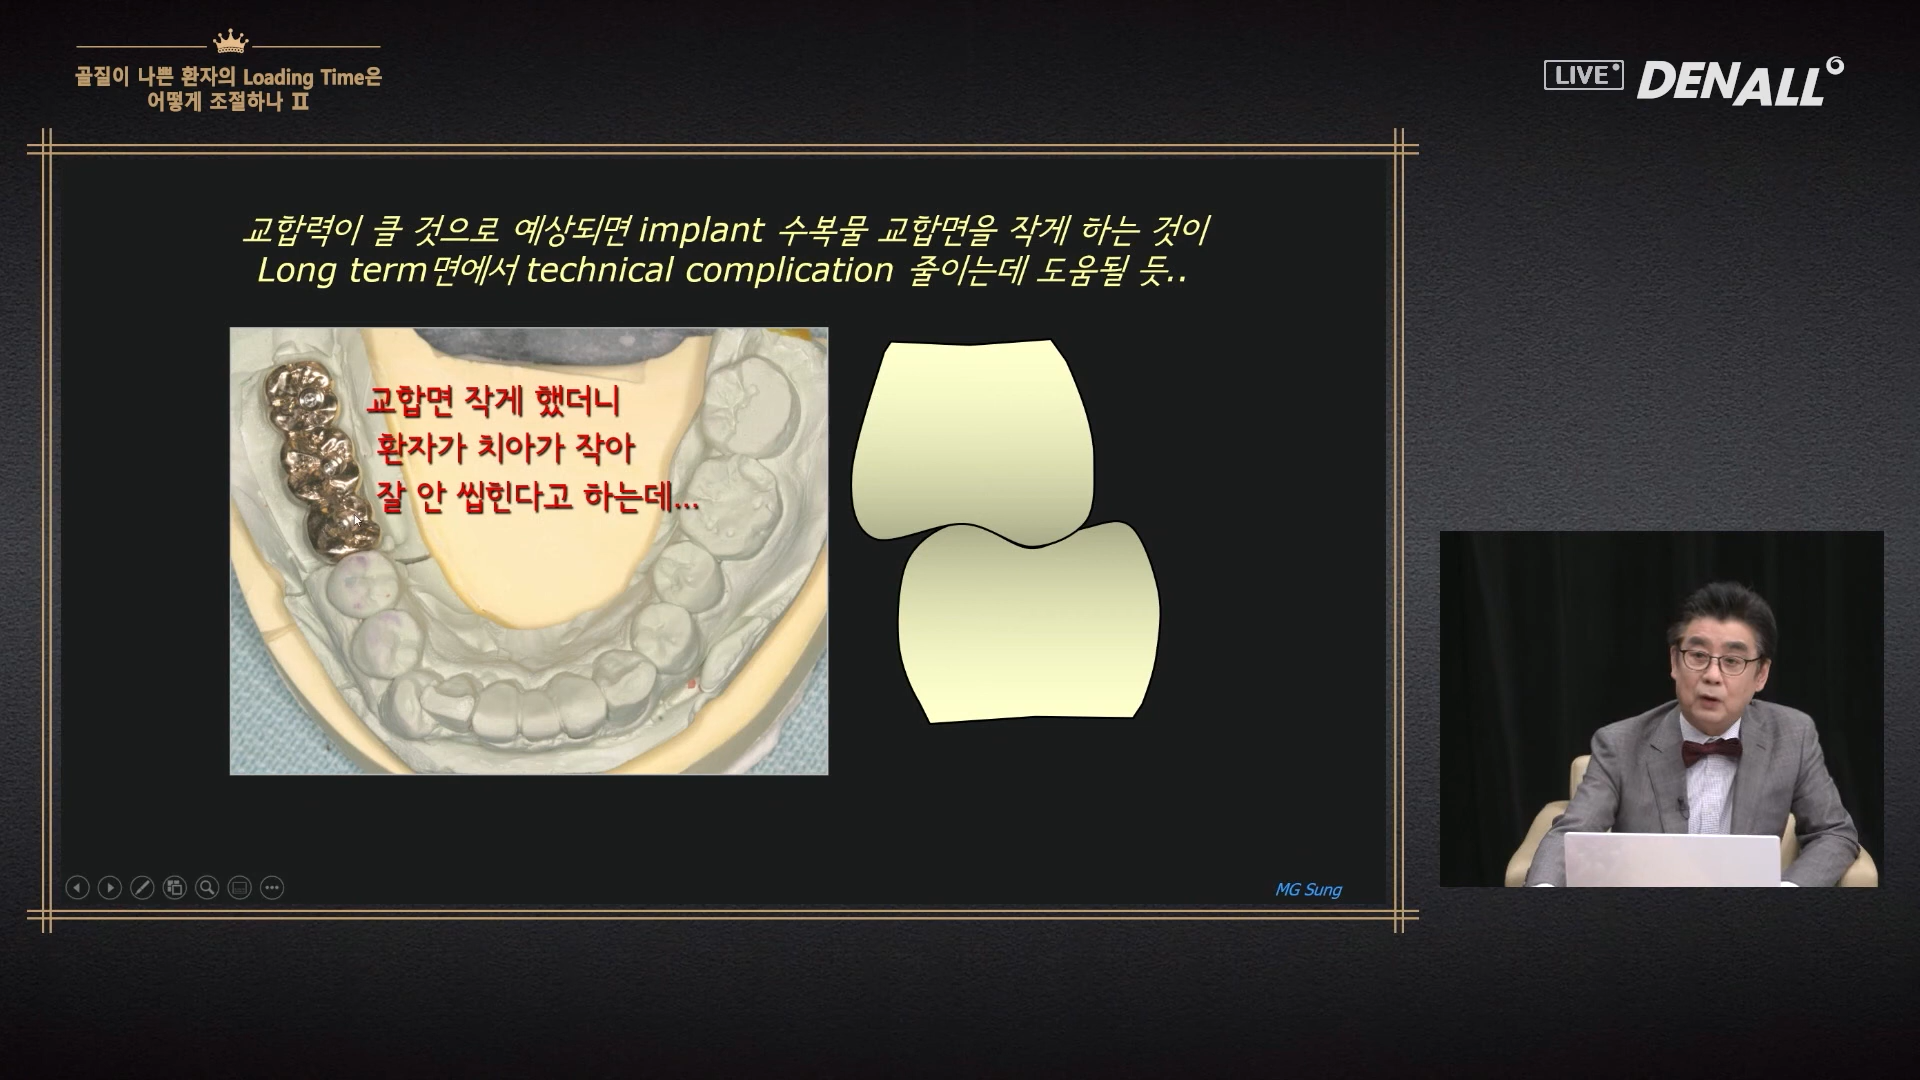 골질이 나쁜 환자의 Loading Time은
어떻게 조절하나 Ⅱ
LIVE DENALL
교합력이 클 것으로 예상되면 implant 수복물 교합면을 작게 하는 것이
Long term면에서 technical complication 줄이는데 도움될 듯..
교합면 작게 했더니
환자가 치아가 작아
잘 안 씹힌다고 하는데...
MG Sung